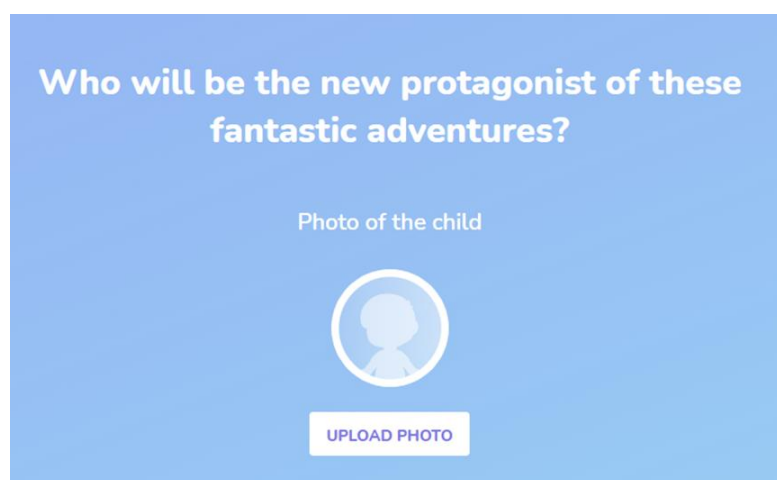 Who will be the new protagonist of these
fantastic adventures?
Photo of the child
UPLOAD PHOTO